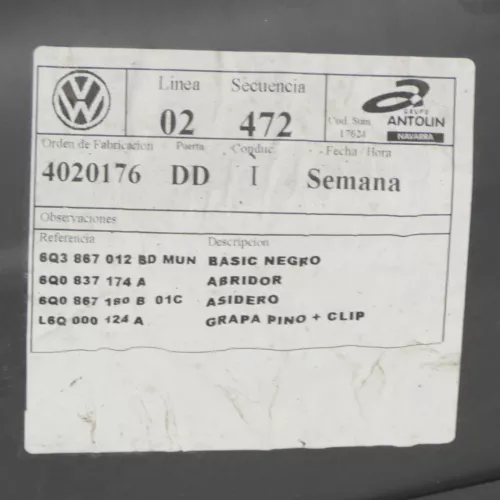 Linea Secuencia
02 472
Cod. Sum. 17624
GRUPO
ANTOLIN
NAVARRA
Orden de Fabricacion Puerta Conduc. Fecha / Hora
4020176 DD I Semana
Observaciones
Referencia Descripcion
6Q3 867 012 BD MUN BASIC NEGRO
6Q0 837 174 A ABRIDOR
6Q0 867 180 B 01C ASIDERO
L6Q 000 124 A GRAPA PINO + CLIP